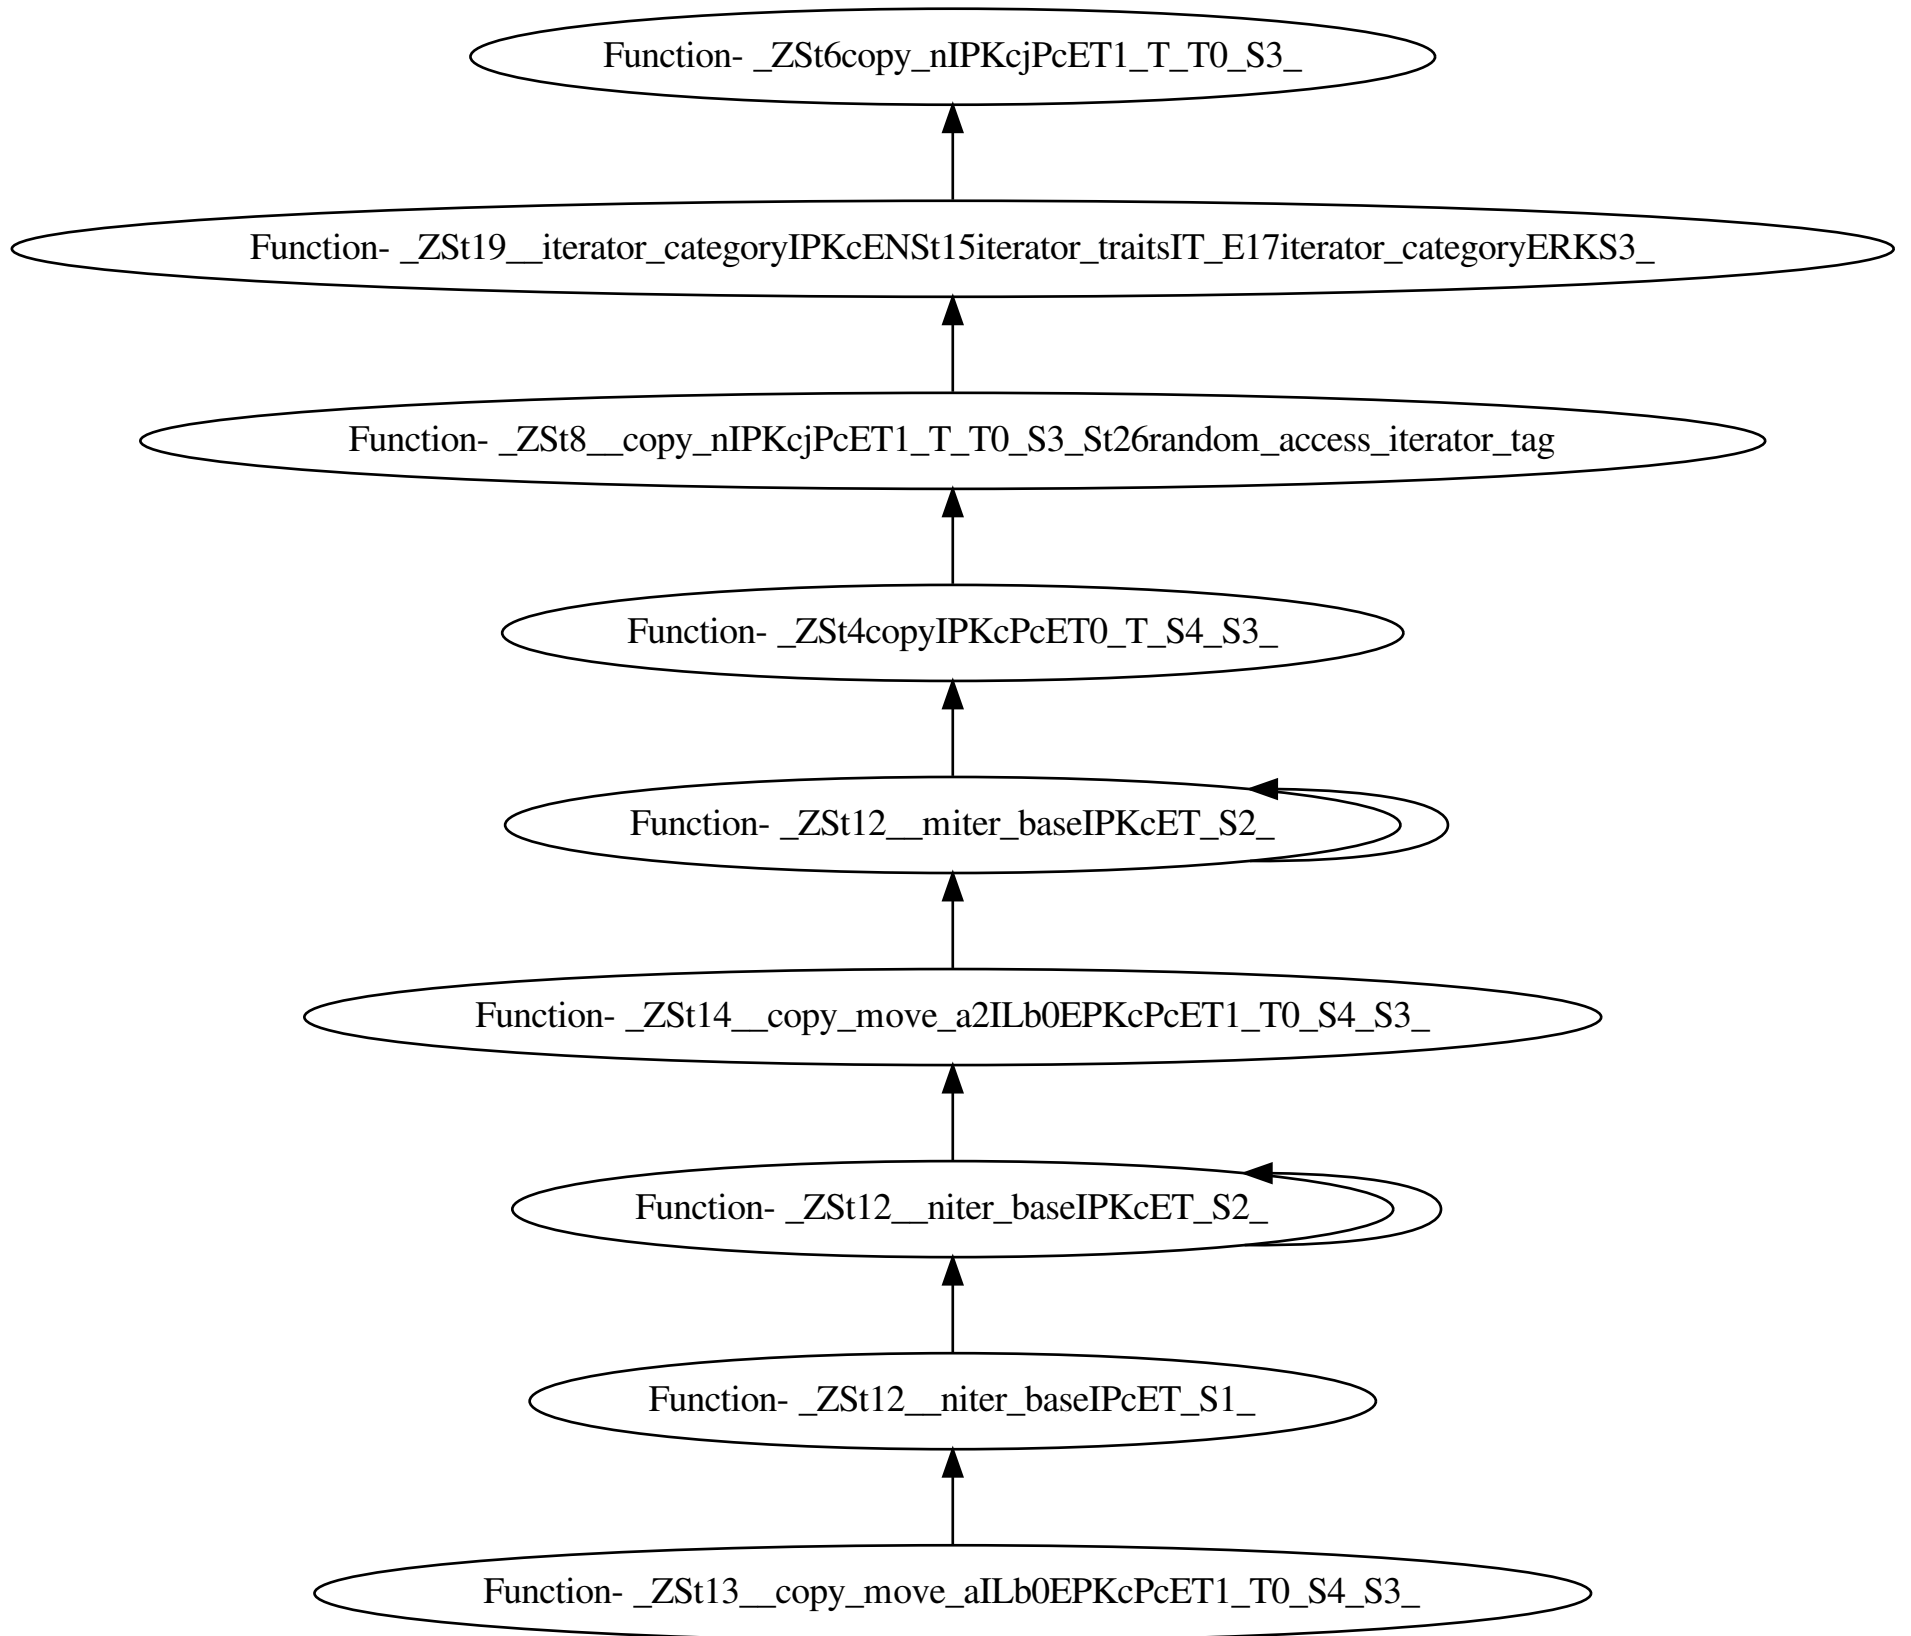 Function- _ZSt6copy_nIPKcjPcET1_T_T0_S3_
Function- _ZSt19__iterator_categoryIPKcENSt15iterator_traitsIT_E17iterator_categoryERKS3_
Function- _ZSt8__copy_nIPKcjPcET1_T_T0_S3_St26random_access_iterator_tag
Function- _ZSt4copyIPKcPcET0_T_S4_S3_
Function- _ZSt12__miter_baseIPKcET_S2_
Function- _ZSt14__copy_move_a2ILb0EPKcPcET1_T0_S4_S3_
Function- _ZSt12__niter_baseIPKcET_S2_
Function- _ZSt12__niter_baseIPcET_S1_
Function- _ZSt13__copy_move_aILb0EPKcPcET1_T0_S4_S3_